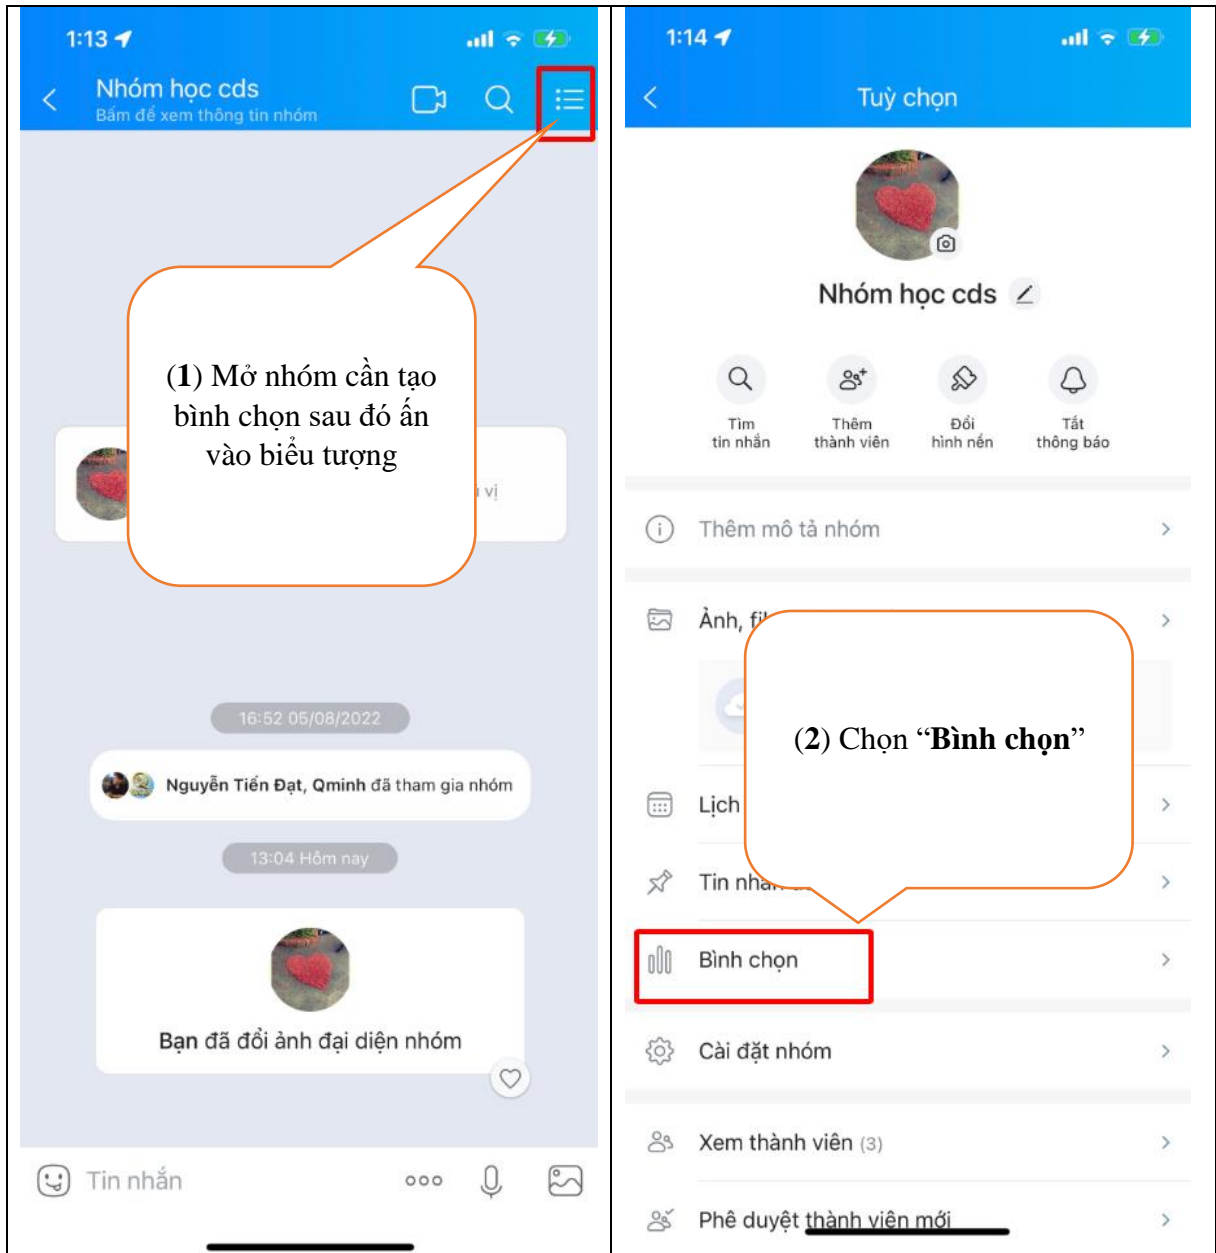 1:13
Nhóm học cds
Bấm để xem thông tin nhóm
(1) Mở nhóm cần tạo
bình chọn sau đó ấn
vào biểu tượng
vị
16:52 05/08/2022
Nguyễn Tiến Đạt, Qminh đã tham gia nhóm
13:04 Hôm nay
Bạn đã đổi ảnh đại diện nhóm
Tin nhắn
1:14
Tuỳ chọn
Nhóm học cds
Tìm
tin nhắn
Thêm
thành viên
Đổi
hình nền
Tắt
thông báo
Thêm mô tả nhóm
Ảnh,
(2) Chọn “Bình chọn”
Lịch
Tin nhắn
Bình chọn
Cài đặt nhóm
Xem thành viên (3)
Phê duyệt thành viên mới